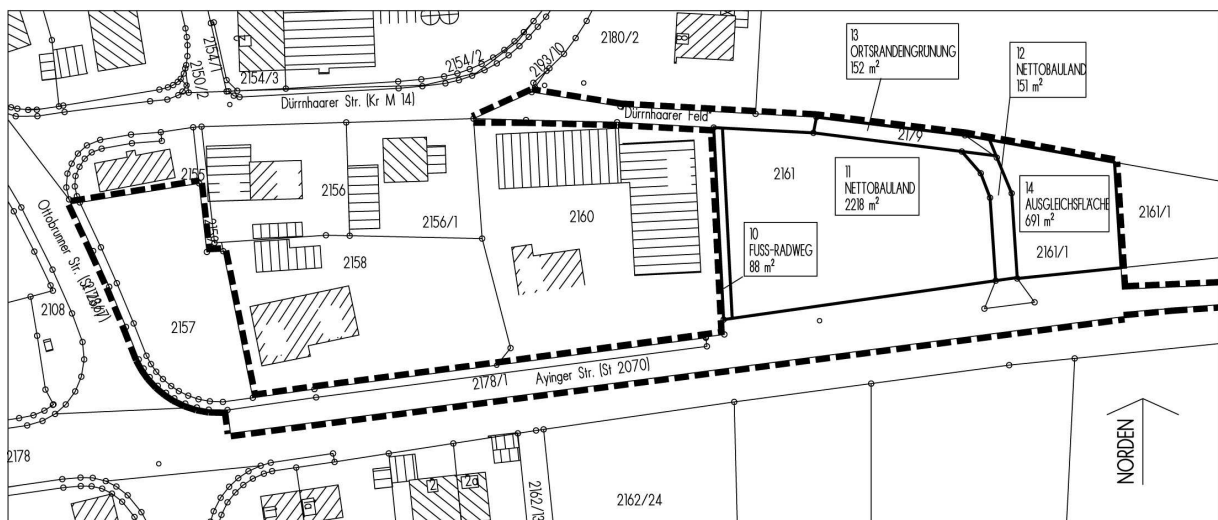 2180/2
2193/10
2154/2
2154/3
2154/1
2150/2
13
ORTSRANDEINGRÜNUNG
152 m²
12
NETTOBAULAND
151 m²
Dürrnhaarer Str. (Kr M 14)
"Dürrnhaarer Feld"
2179
2155
2156
2156/1
2160
2161
11
NETTOBAULAND
2218 m²
14
AUSGLEICHSFLÄCHE
691 m²
2161/1
2161/1
10
FUSS-RADWEG
88 m²
2158
2157
Ottobrunner Str.
2108
2178/1
Ayinger Str. (St 2070)
2178
2
2a
1a
2162/24
NORDEN